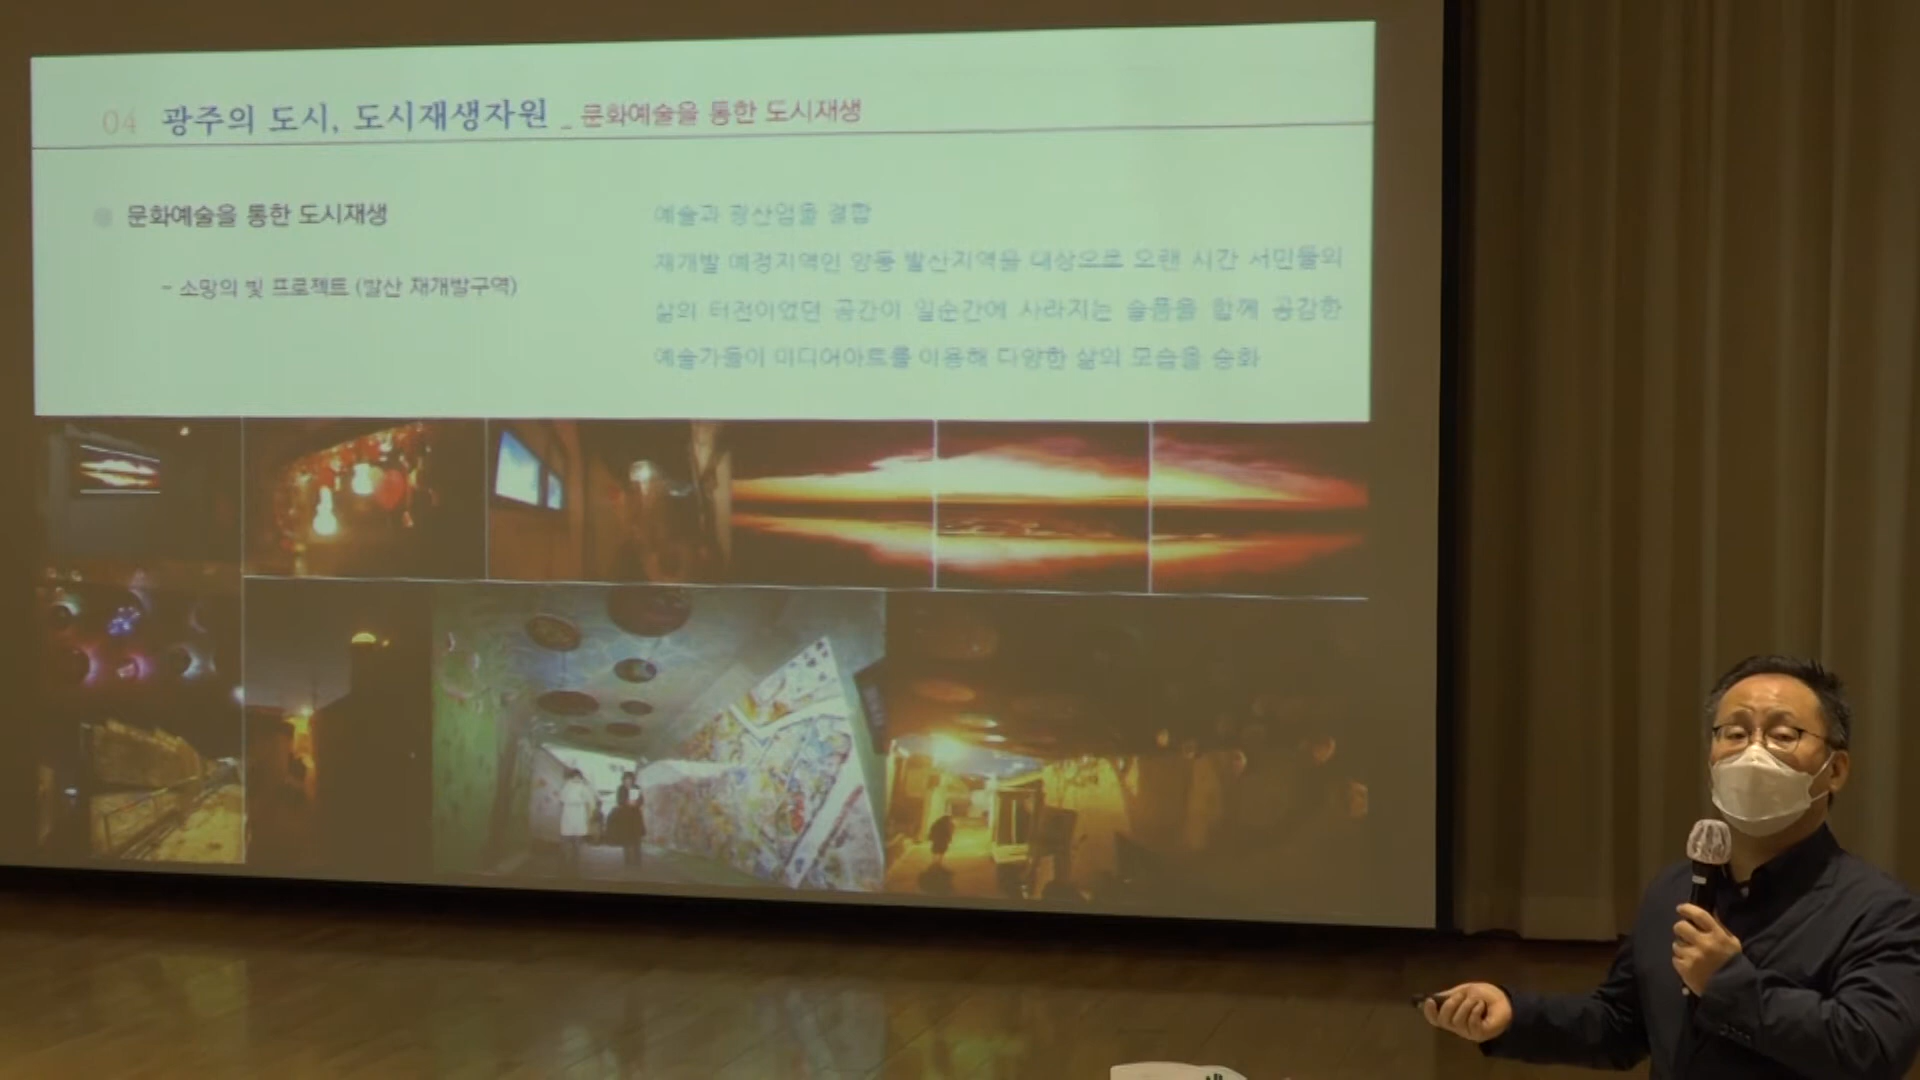 04 광주의 도시, 도시재생자원 _ 문화예술을 통한 도시재생
문화예술을 통한 도시재생
- 소망의 빛 프로젝트 (발산 재개발구역)
예술과 광산업을 결합
재개발 예정지역인 양동 발산지역을 대상으로 오랜 시간 서민들의
삶의 터전이었던 공간이 일순간에 사라지는 슬픔을 함께 공감한
예술가들이 미디어아트를 이용해 다양한 삶의 모습을 승화